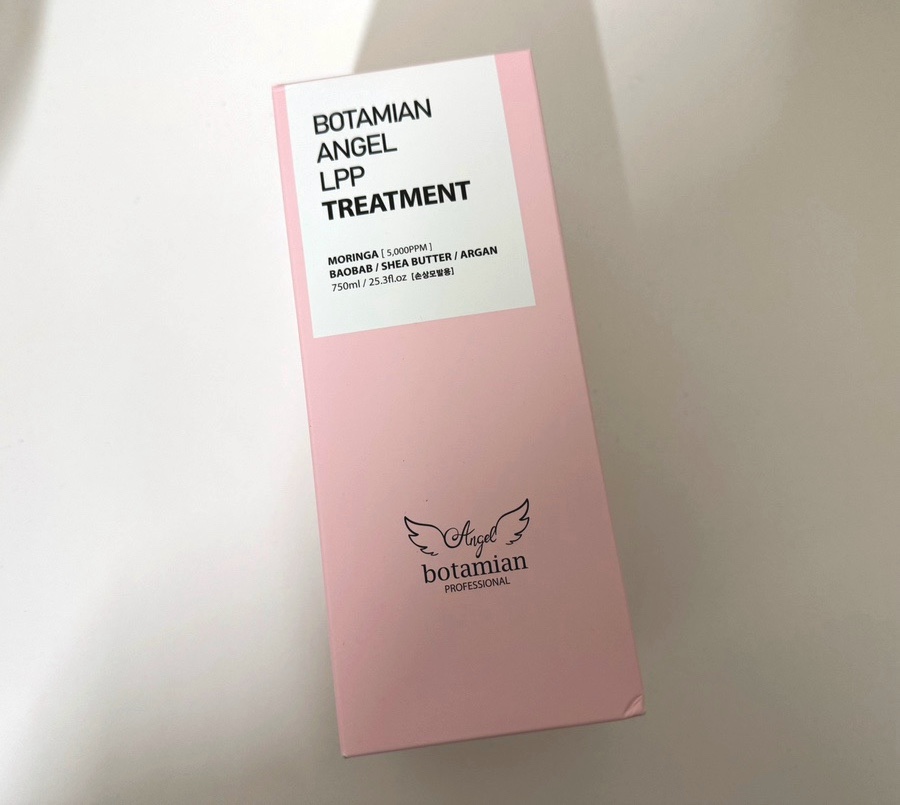 BOTAMIAN
ANGEL
LPP
TREATMENT
MORINGA [ 5,000PPM ]
BAOBAB / SHEA BUTTER / ARGAN
750ml / 25.3fl.oz [손상모발용]
Angel
botamian
PROFESSIONAL